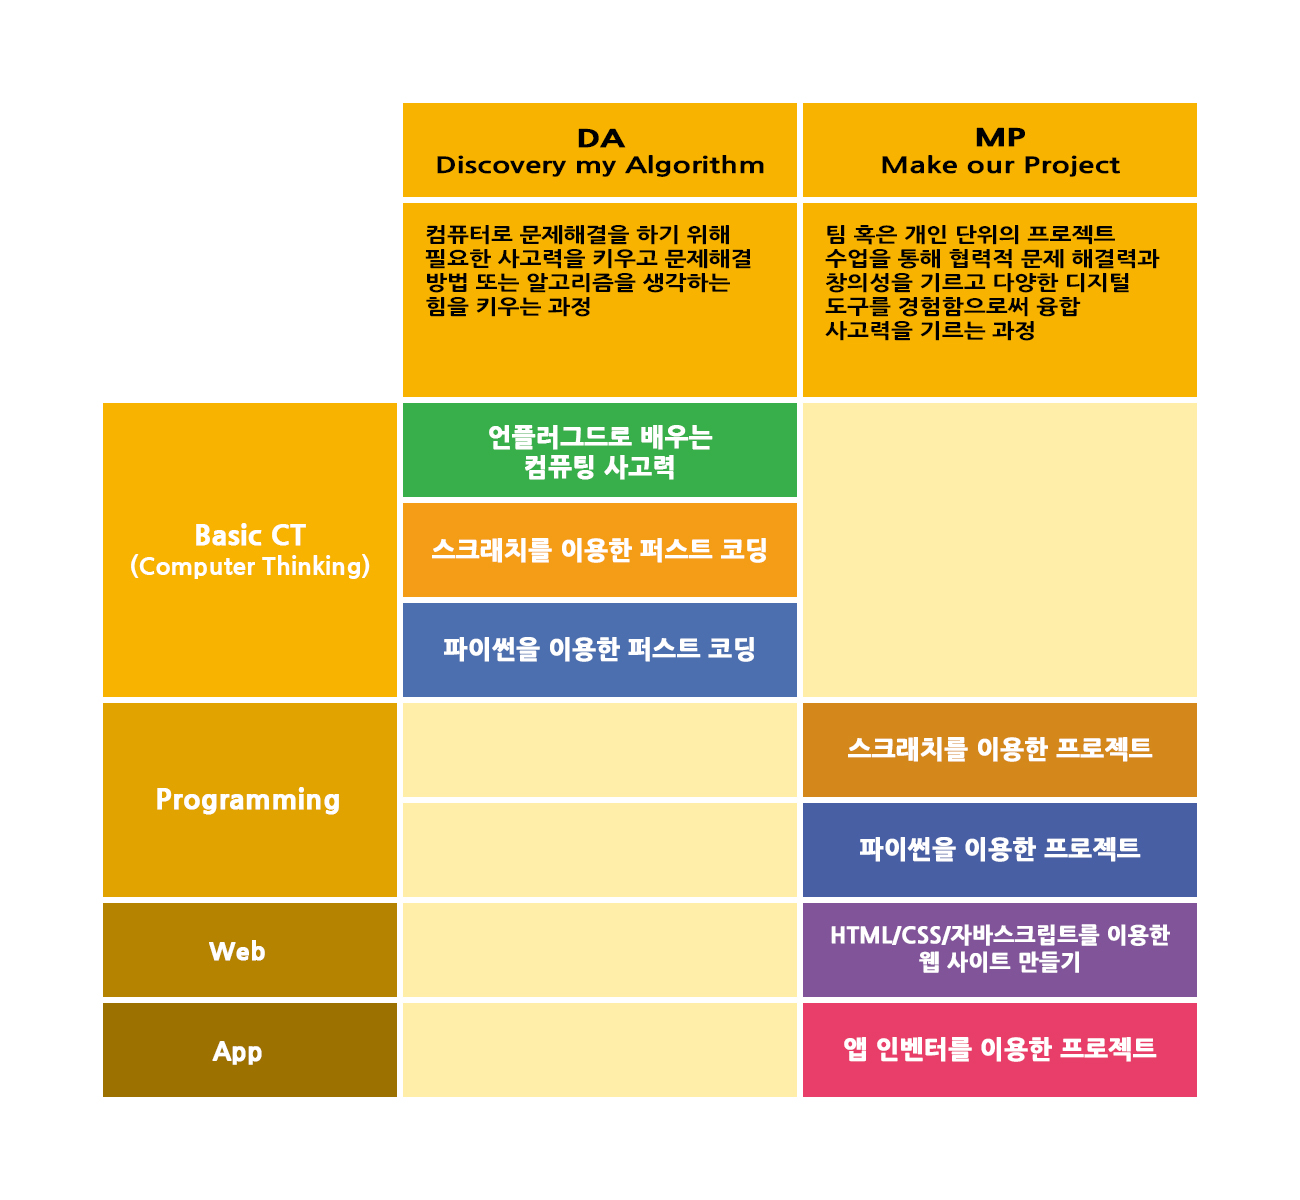 DA
Discovery my Algorithm
MP
Make our Project
컴퓨터로 문제해결을 하기 위해
필요한 사고력을 키우고 문제해결
방법 또는 알고리즘을 생각하는
힘을 키우는 과정
팀 혹은 개인 단위의 프로젝트
수업을 통해 협력적 문제 해결력과
창의성을 기르고 다양한 디지털
도구를 경험함으로써 융합
사고력을 기르는 과정
Basic CT
(Computer Thinking)
언플러그드로 배우는
컴퓨팅 사고력
스크래치를 이용한 퍼스트 코딩
파이썬을 이용한 퍼스트 코딩
Programming
스크래치를 이용한 프로젝트
파이썬을 이용한 프로젝트
Web
HTML/CSS/자바스크립트를 이용한
웹 사이트 만들기
App
앱 인벤터를 이용한 프로젝트